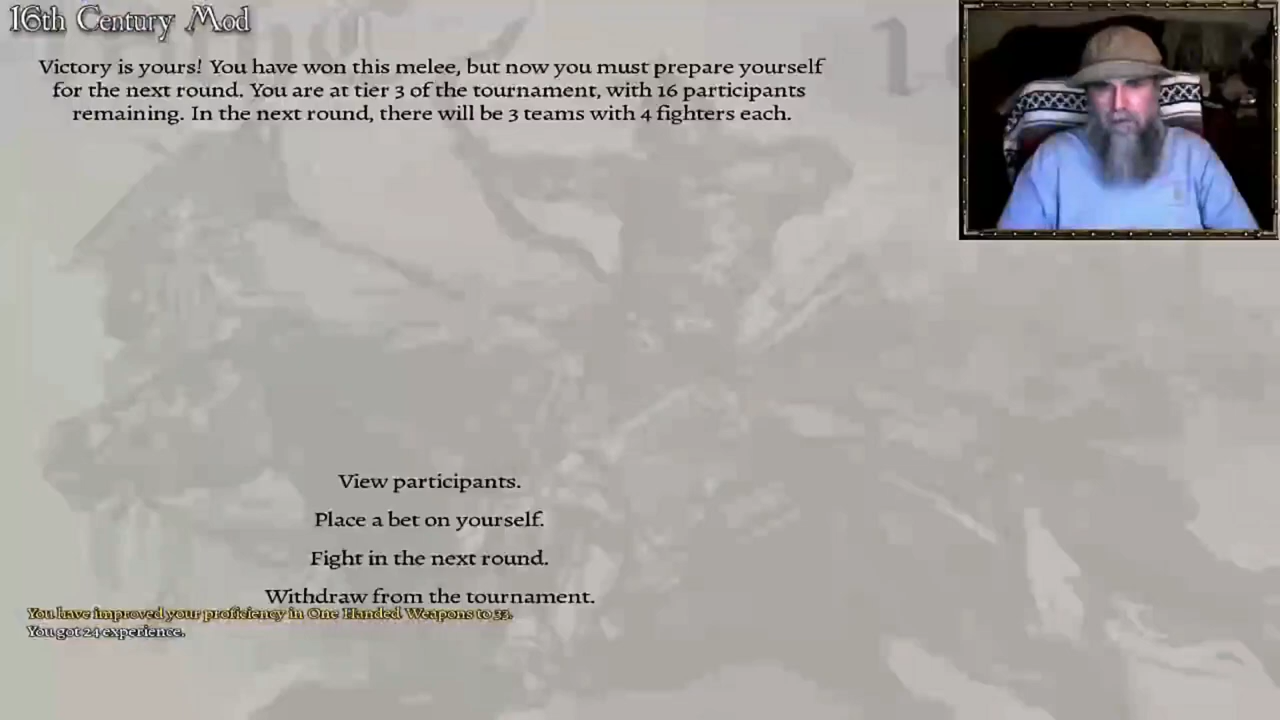 16th Century Mod
Victory is yours! You have won this melee, but now you must prepare yourself
for the next round. You are at tier 3 of the tournament, with 16 participants
remaining. In the next round, there will be 3 teams with 4 fighters each.
View participants.
Place a bet on yourself.
Fight in the next round.
Withdraw from the tournament.
You have improved your proficiency in One Handed Weapons to 33.
You got 24 experience.